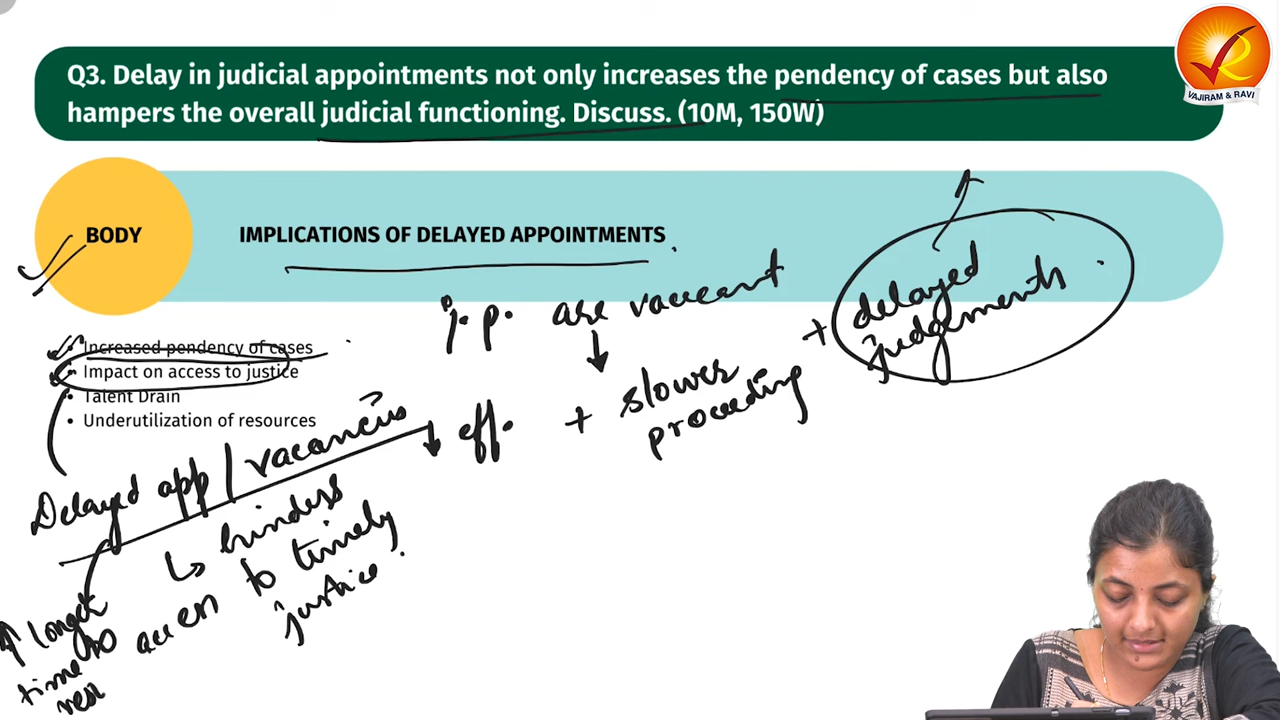 Q3. Delay in judicial appointments not only increases the pendency of cases but also
hampers the overall judicial functioning. Discuss. (10M, 150W)
VAJIRAM & RAVI
BODY
IMPLICATIONS OF DELAYED APPOINTMENTS
• Increased pendency of cases
• Impact on access to justice
• Talent Drain
• Underutilization of resources
j. p. are vaccant
↓
↓ eff. + slower
proceeding
+ delayed
judgements
Delayed app / vacancies
↳ hinders
access to timely
justice.
↑ longer
time to